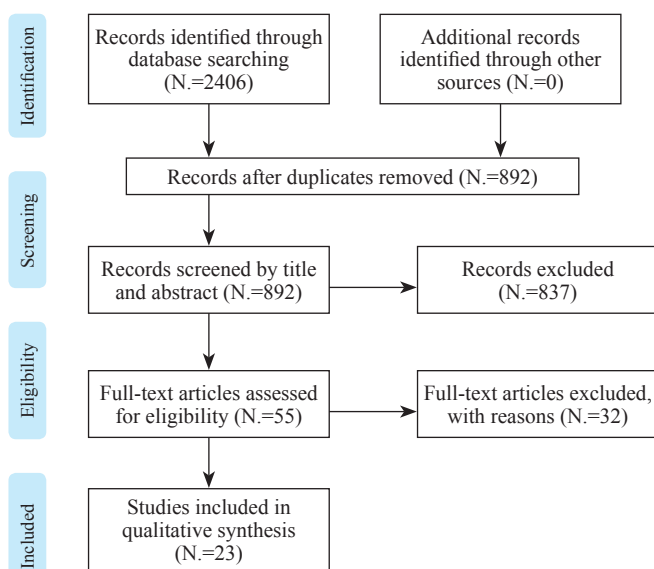 Identification
Records identified through
database searching
(N.=2406)
Additional records
identified through other
sources (N.=0)
Records after duplicates removed (N.=892)
Screening
Records screened by title
and abstract (N.=892)
Records excluded
(N.=837)
Eligibility
Full-text articles assessed
for eligibility (N.=55)
Full-text articles excluded,
with reasons (N.=32)
Included
Studies included in
qualitative synthesis
(N.=23)